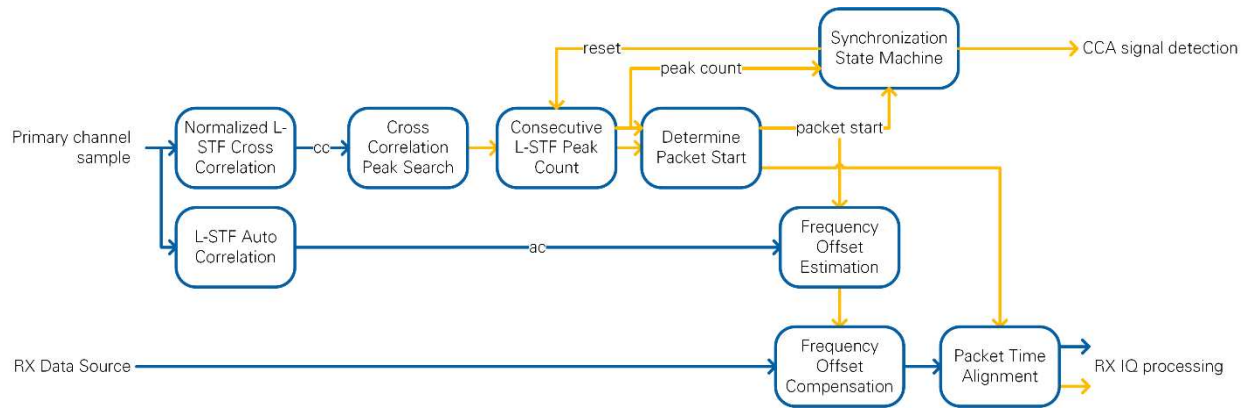 reset
Synchronization
State Machine
CCA signal detection
peak count
Primary channel
sample
Normalized L-
STF Cross
Correlation
cc
Cross
Correlation
Peak Search
Consecutive
L-STF Peak
Count
Determine
Packet Start
packet start
L-STF Auto
Correlation
ac
Frequency
Offset
Estimation
RX Data Source
Frequency
Offset
Compensation
Packet Time
Alignment
RX IQ processing